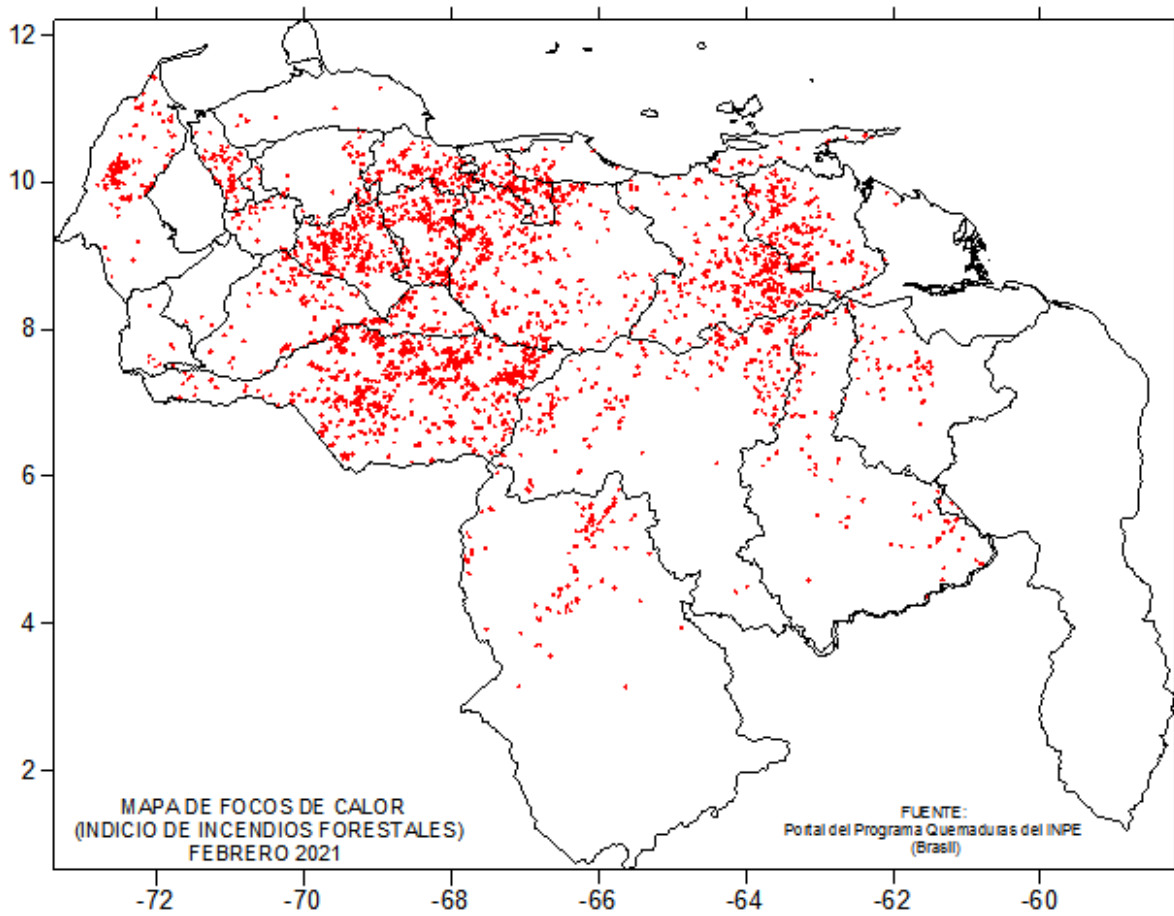 12
10
8
6
4
2
-72
-70
-68
-66
-64
-62
-60
MAPA DE FOCOS DE CALOR
(INDICIO DE INCENDIOS FORESTALES)
FEBRERO 2021
FUENTE:
Portal del Programa Quemaduras del INPE
(Brasil)